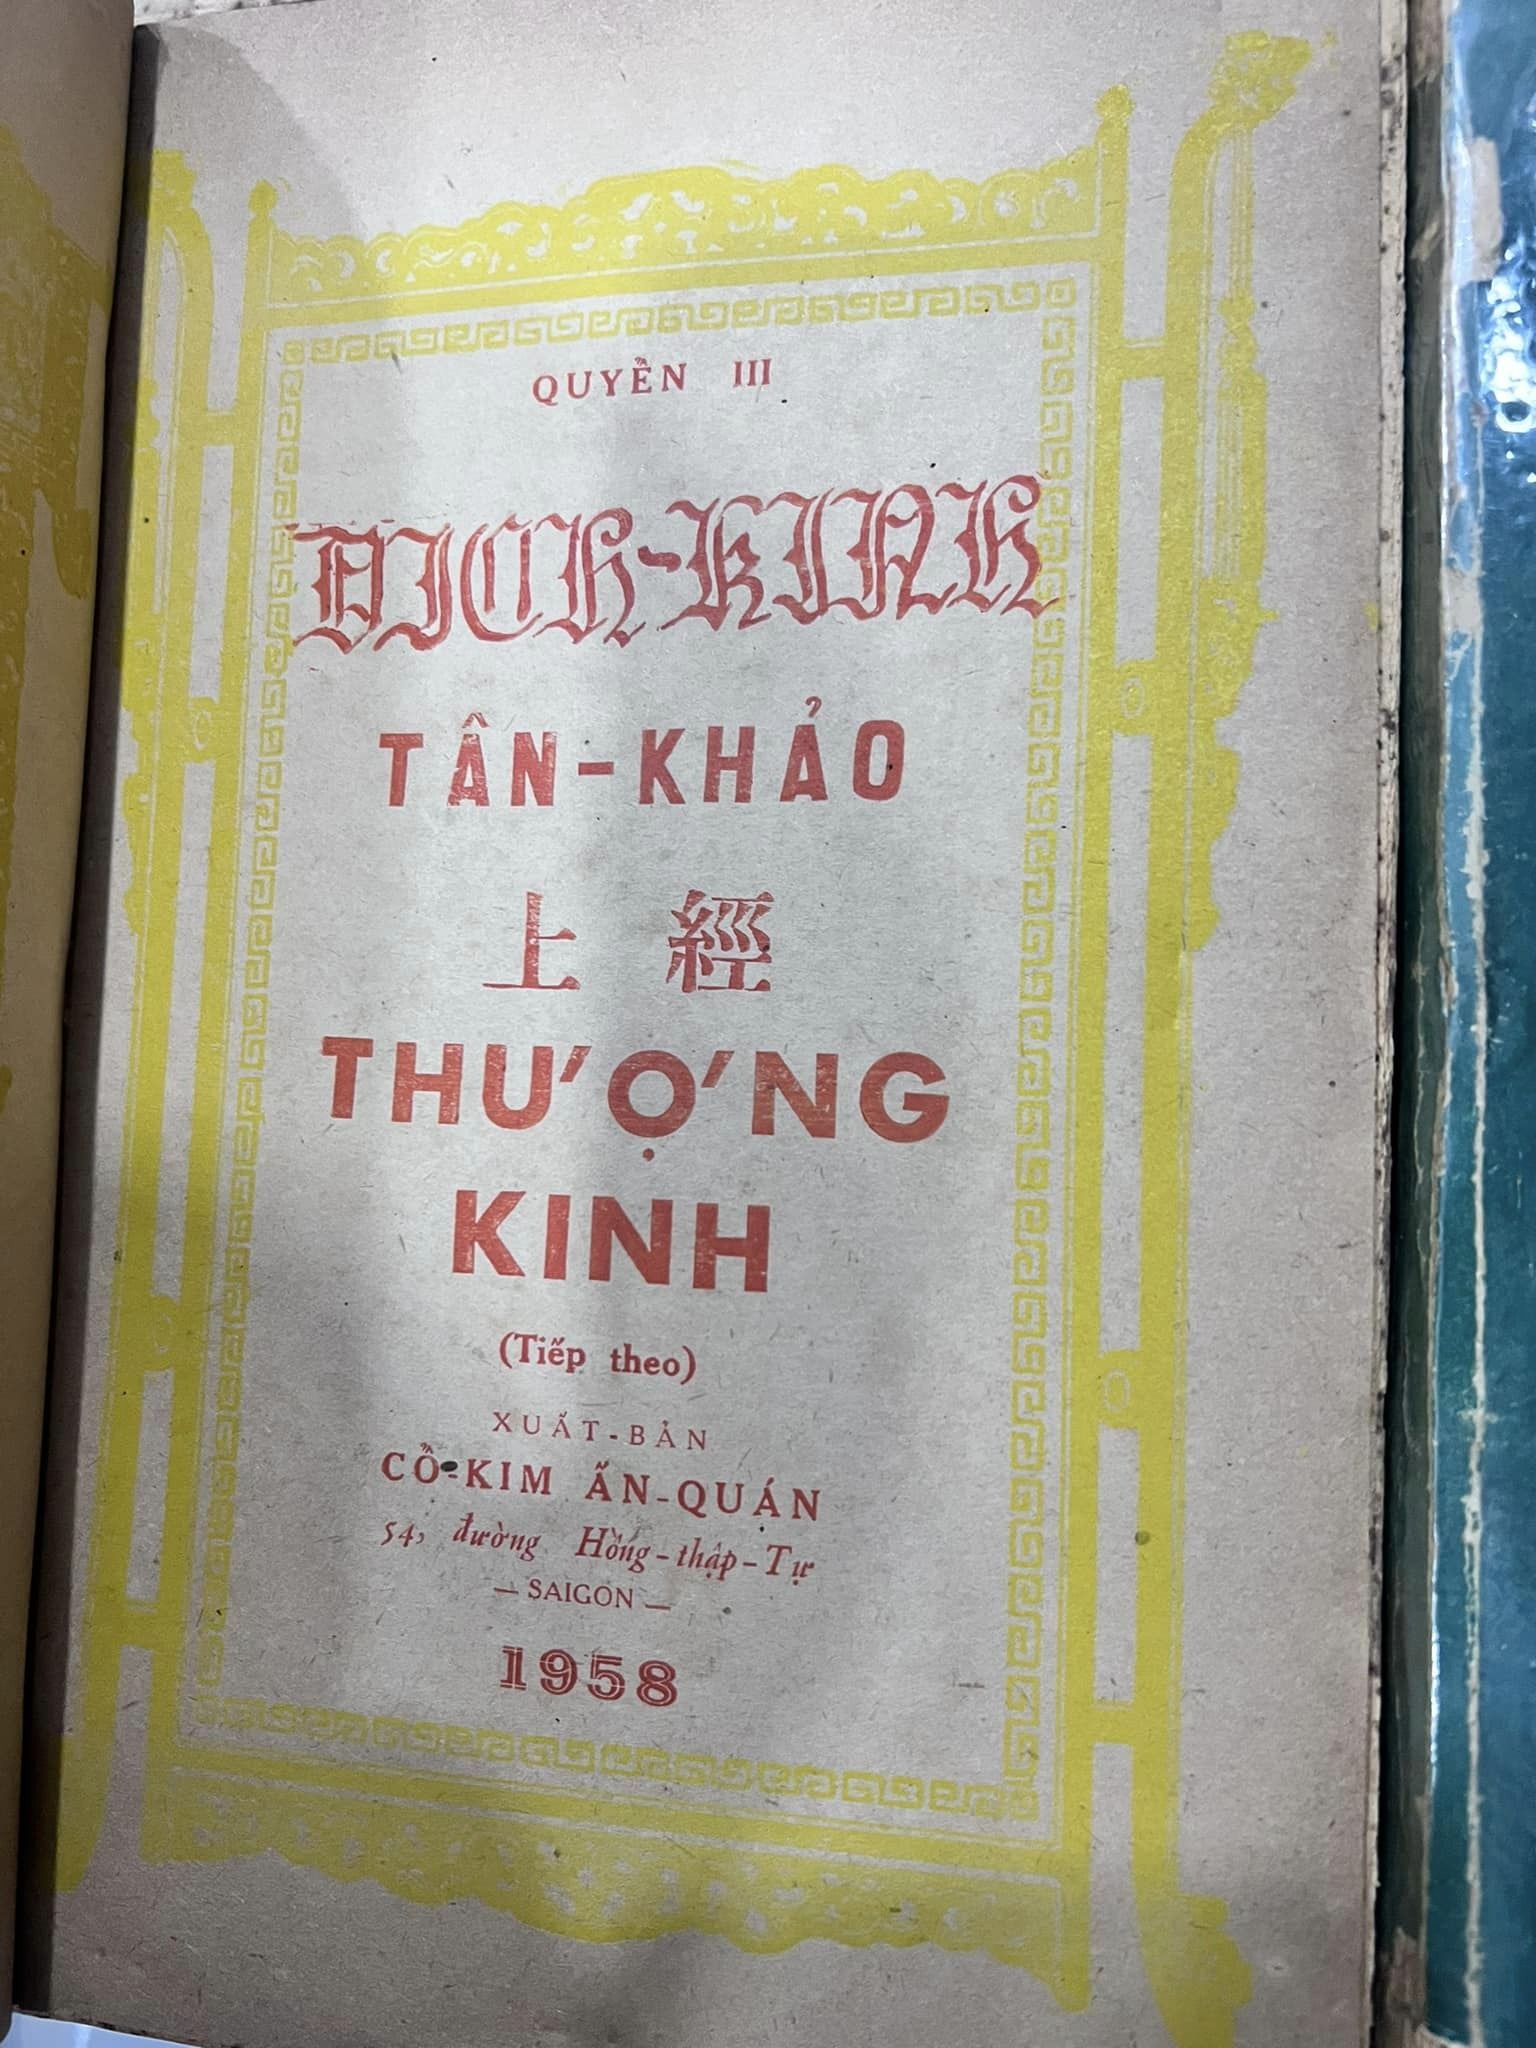 QUYỂN III
DICH-KINH
TÂN-KHẢO
上 經
THƯỢNG
KINH
(Tiếp theo)
XUẤT-BẢN
CỔ-KIM ẤN-QUÁN
54, đường Hồng-thập-Tự
— SAIGON —
1958